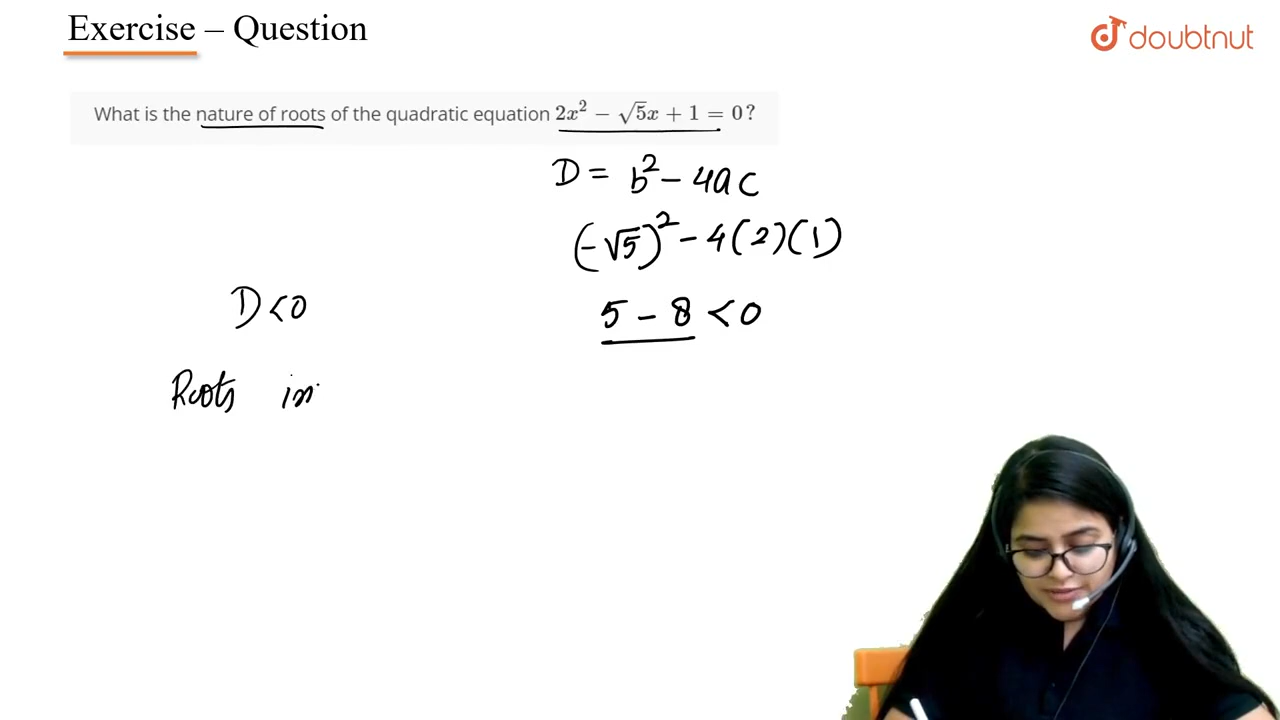 Exercise – Question
doubtnut
What is the nature of roots of the quadratic equation 2x² − √5x + 1 = 0?
D = b² − 4ac
(−√5)² − 4(2)(1)
D<0
5 − 8 < 0
Roots im